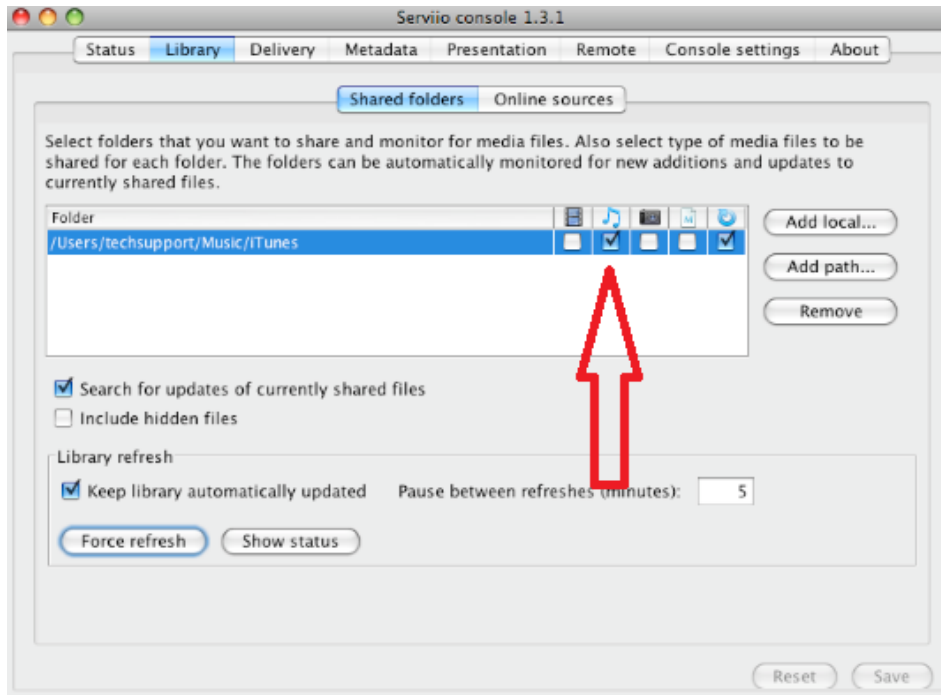 Serviio console 1.3.1
Status Library Delivery Metadata Presentation Remote Console settings About
Shared folders Online sources
Select folders that you want to share and monitor for media files. Also select type of media files to be
shared for each folder. The folders can be automatically monitored for new additions and updates to
currently shared files.
Folder
/Users/techsupport/Music/iTunes
Add local...
Add path...
Remove
Search for updates of currently shared files
Include hidden files
Library refresh
Keep library automatically updated Pause between refreshes (minutes): 5
Force refresh Show status
Reset Save